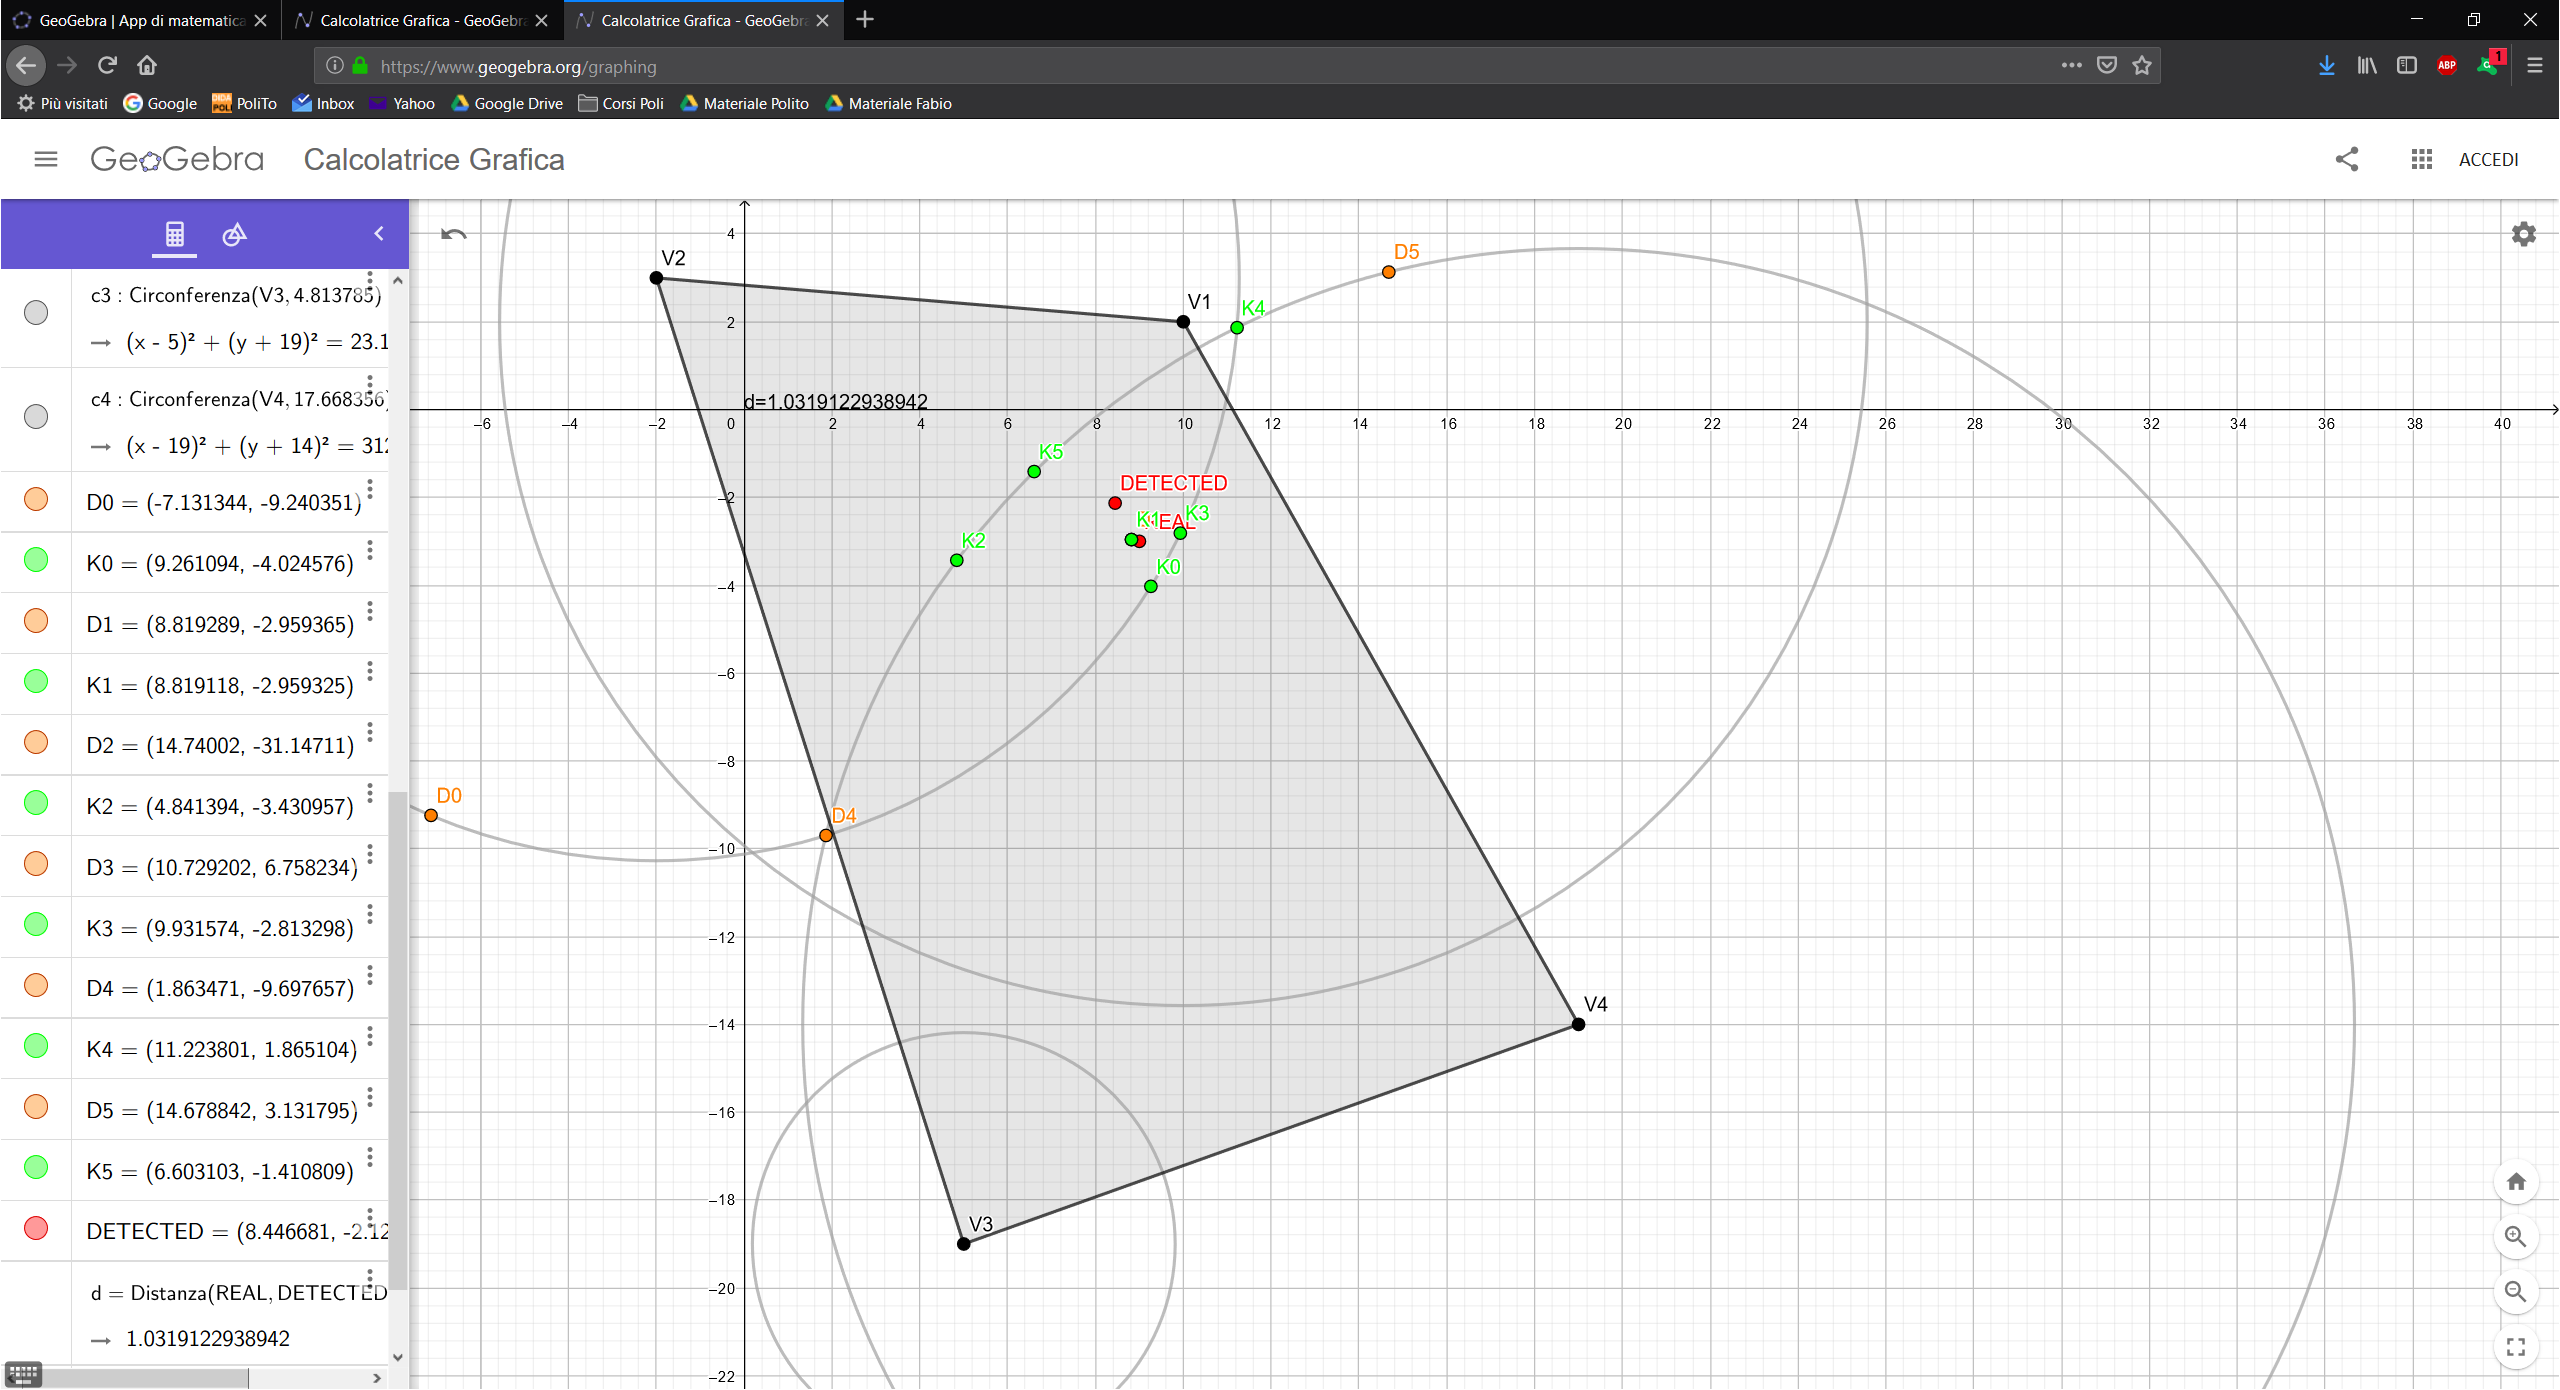 GeoGebra | App di matematica
Calcolatrice Grafica - GeoGebra
Calcolatrice Grafica - GeoGebra
https://www.geogebra.org/graphing
ABP
1
Più visitati
Google
PoliTo
Inbox
Yahoo
Google Drive
Corsi Poli
Materiale Polito
Materiale Fabio
GeoGebra
Calcolatrice Grafica
ACCEDI
c3 : Circonferenza(V3, 4.813785)
→ (x - 5)² + (y + 19)² = 23.1
c4 : Circonferenza(V4, 17.668356)
→ (x - 19)² + (y + 14)² = 312
D0 = (-7.131344, -9.240351)
K0 = (9.261094, -4.024576)
D1 = (8.819289, -2.959365)
K1 = (8.819118, -2.959325)
D2 = (14.74002, -31.14711)
K2 = (4.841394, -3.430957)
D3 = (10.729202, 6.758234)
K3 = (9.931574, -2.813298)
D4 = (1.863471, -9.697657)
K4 = (11.223801, 1.865104)
D5 = (14.678842, 3.131795)
K5 = (6.603103, -1.410809)
DETECTED = (8.446681, -2.12
d = Distanza(REAL, DETECTED
→ 1.0319122938942
4
V2
D5
V1
K4
2
d=1.0319122938942
-6 -4 -2 0 2 4 6 8 10 12 14 16 18 20 22 24 26 28 30 32 34 36 38 40
K5
DETECTED
-2
K1
REAL
K3
K2
K0
-4
-6
-8
D0
D4
-10
-12
V4
-14
-16
-18
V3
-20
-22